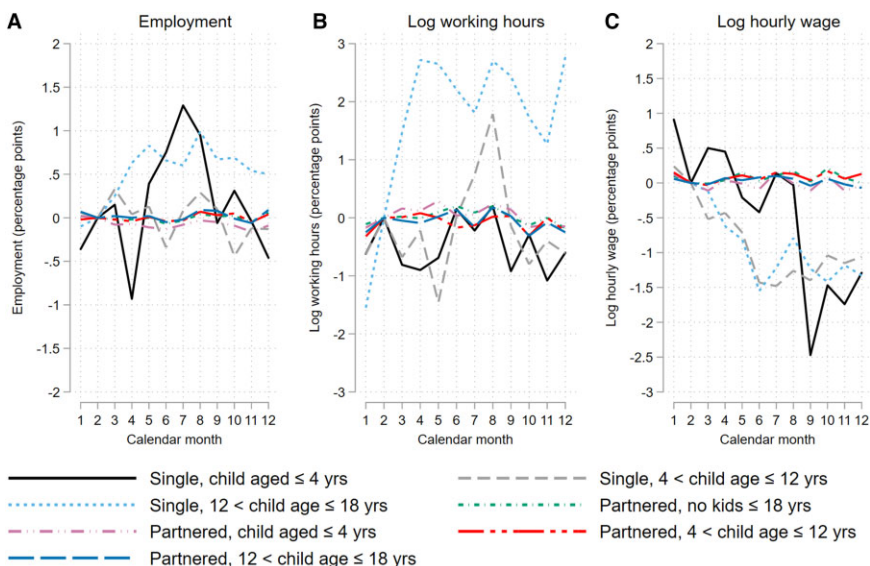 A Employment
Employment (percentage points)
2
1.5
1
.5
0
-.5
-1
-1.5
-2
1 2 3 4 5 6 7 8 9 10 11 12
Calendar month
B Log working hours
Log working hours (percentage points)
3
2
1
0
-1
-2
-3
1 2 3 4 5 6 7 8 9 10 11 12
Calendar month
C Log hourly wage
Log hourly wage (percentage points)
2
1.5
1
.5
0
-.5
-1
-1.5
-2
-2.5
-3
1 2 3 4 5 6 7 8 9 10 11 12
Calendar month
Single, child aged ≤ 4 yrs
Single, 4 < child age ≤ 12 yrs
Single, 12 < child age ≤ 18 yrs
Partnered, no kids ≤ 18 yrs
Partnered, child aged ≤ 4 yrs
Partnered, 4 < child age ≤ 12 yrs
Partnered, 12 < child age ≤ 18 yrs